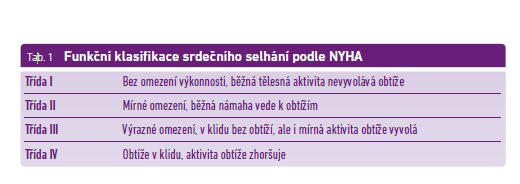 Tab. 1 Funkční klasifikace srdečního selhání podle NYHA
Třída I Bez omezení výkonnosti, běžná tělesná aktivita nevyvolává obtíže
Třída II Mírné omezení, běžná námaha vede k obtížím
Třída III Výrazné omezení, v klidu bez obtíží, ale i mírná aktivita obtíže vyvolá
Třída IV Obtíže v klidu, aktivita obtíže zhoršuje